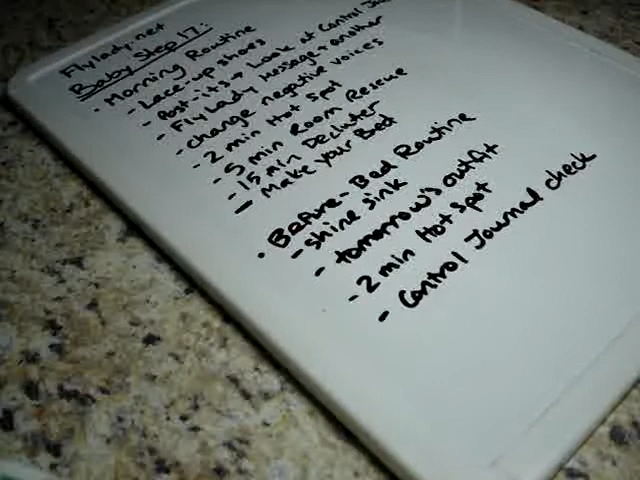 Flylady.net
Baby Step 17:
• Morning Routine
- Lace-up shoes
- Post-its → Look at Control
- FlyLady Message + another
- change negative voices
- 2 min Hot Spot
- 5 min Room Rescue
- 15 min Declutter
- Make your Bed
• Before-Bed Routine
- shine sink
- tomorrow's outfit
- 2 min Hot Spot
- Control Journal check